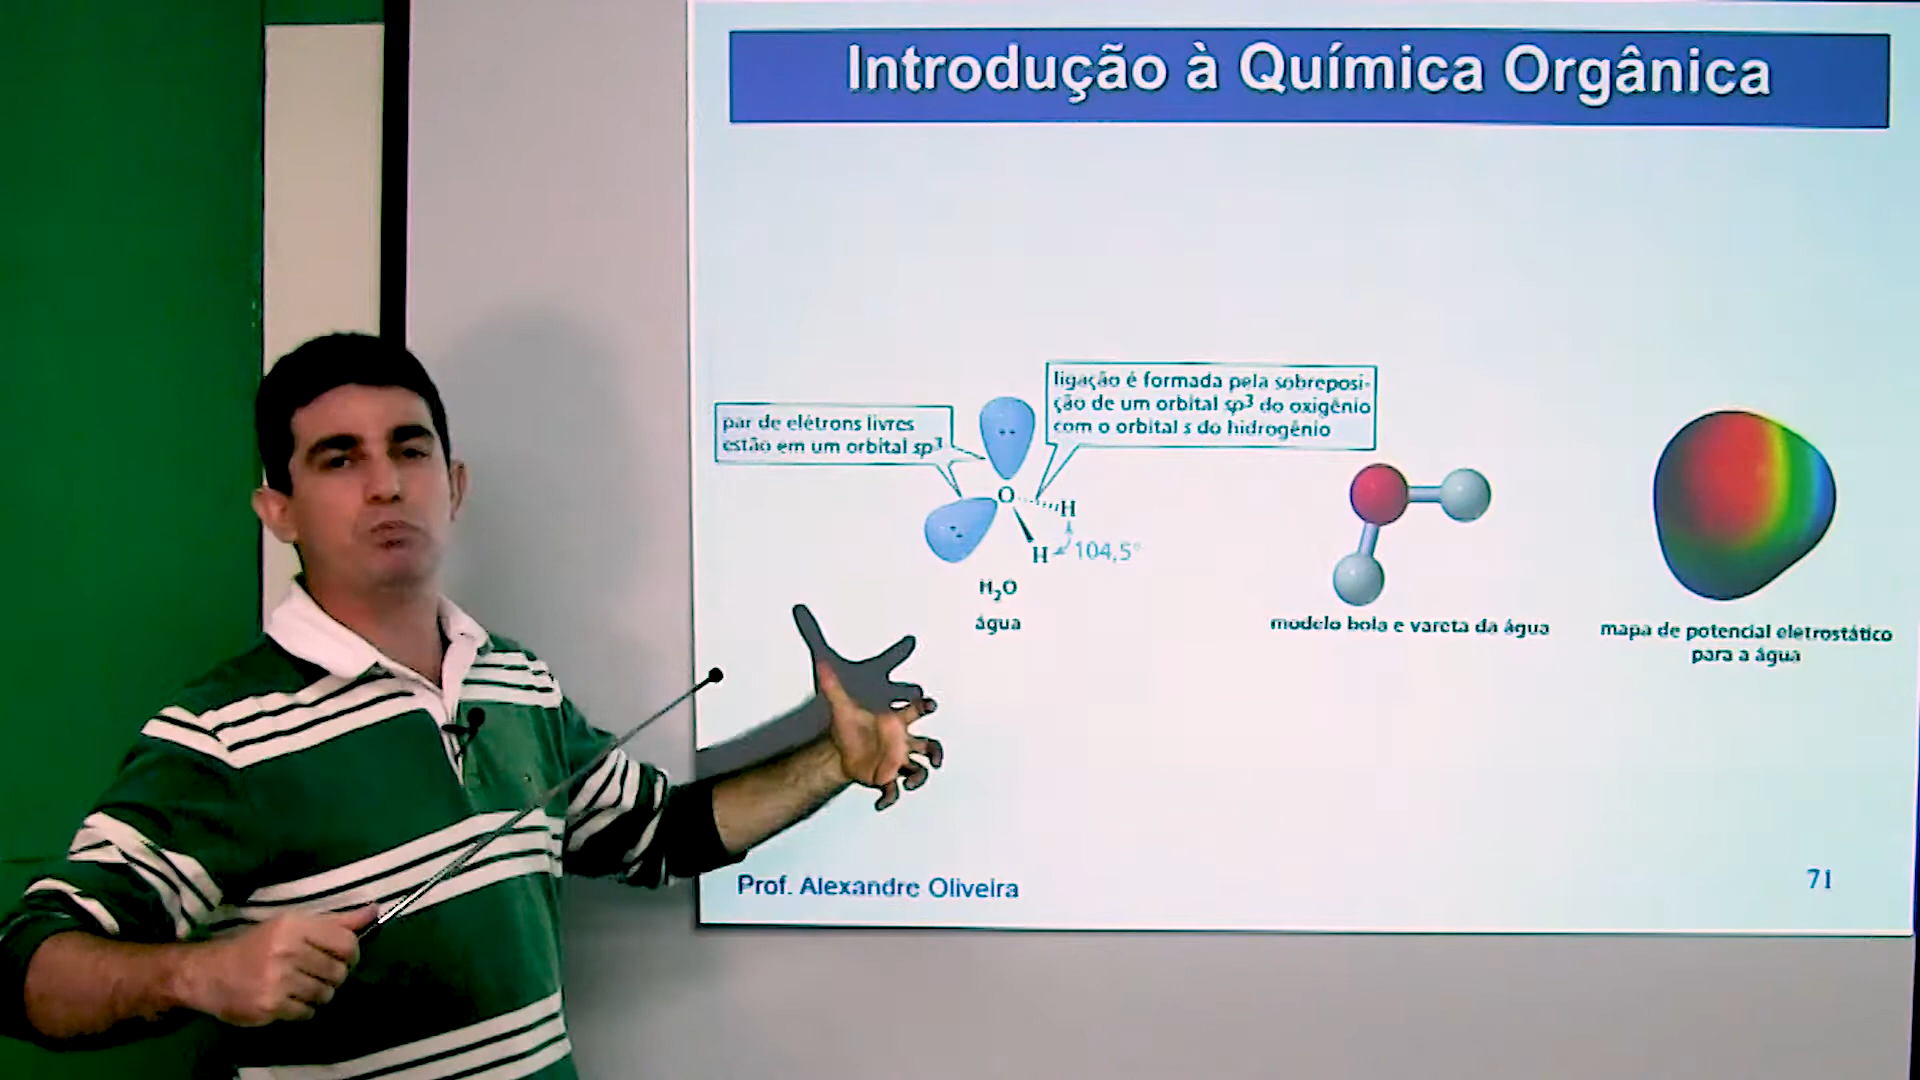 Introdução à Química Orgânica
par de elétrons livres
estão em um orbital sp³
ligação é formada pela sobreposi-
ção de um orbital sp³ do oxigênio
com o orbital s do hidrogênio
O
H
H
104,5°
H₂O
água
modelo bola e vareta da água
mapa de potencial eletrostático
para a água
Prof. Alexandre Oliveira
71